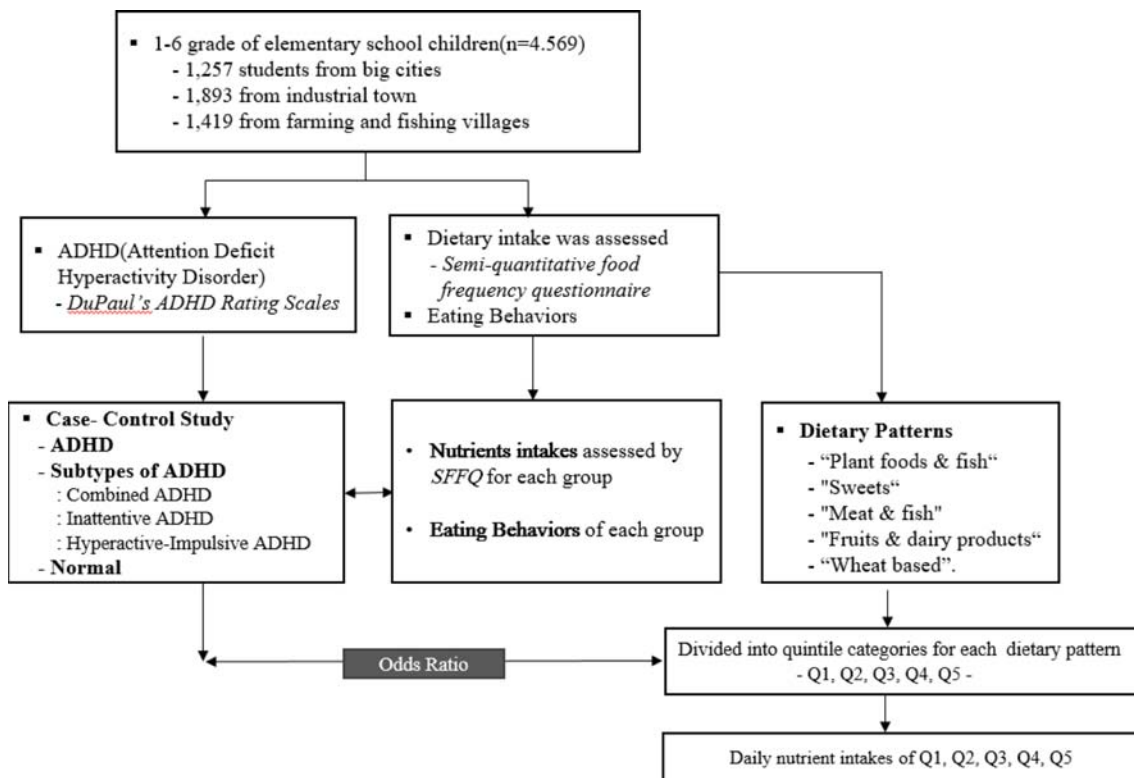 ▪ 1-6 grade of elementary school children(n=4.569)
- 1,257 students from big cities
- 1,893 from industrial town
- 1,419 from farming and fishing villages
▪ ADHD(Attention Deficit
Hyperactivity Disorder)
- DuPaul’s ADHD Rating Scales
▪ Dietary intake was assessed
- Semi-quantitative food
frequency questionnaire
▪ Eating Behaviors
▪ Case- Control Study
- ADHD
- Subtypes of ADHD
: Combined ADHD
: Inattentive ADHD
: Hyperactive-Impulsive ADHD
- Normal
• Nutrients intakes assessed by
SFFQ for each group
• Eating Behaviors of each group
▪ Dietary Patterns
- “Plant foods & fish“
- "Sweets“
- "Meat & fish"
- "Fruits & dairy products“
- “Wheat based”.
Odds Ratio
Divided into quintile categories for each dietary pattern
- Q1, Q2, Q3, Q4, Q5 -
Daily nutrient intakes of Q1, Q2, Q3, Q4, Q5